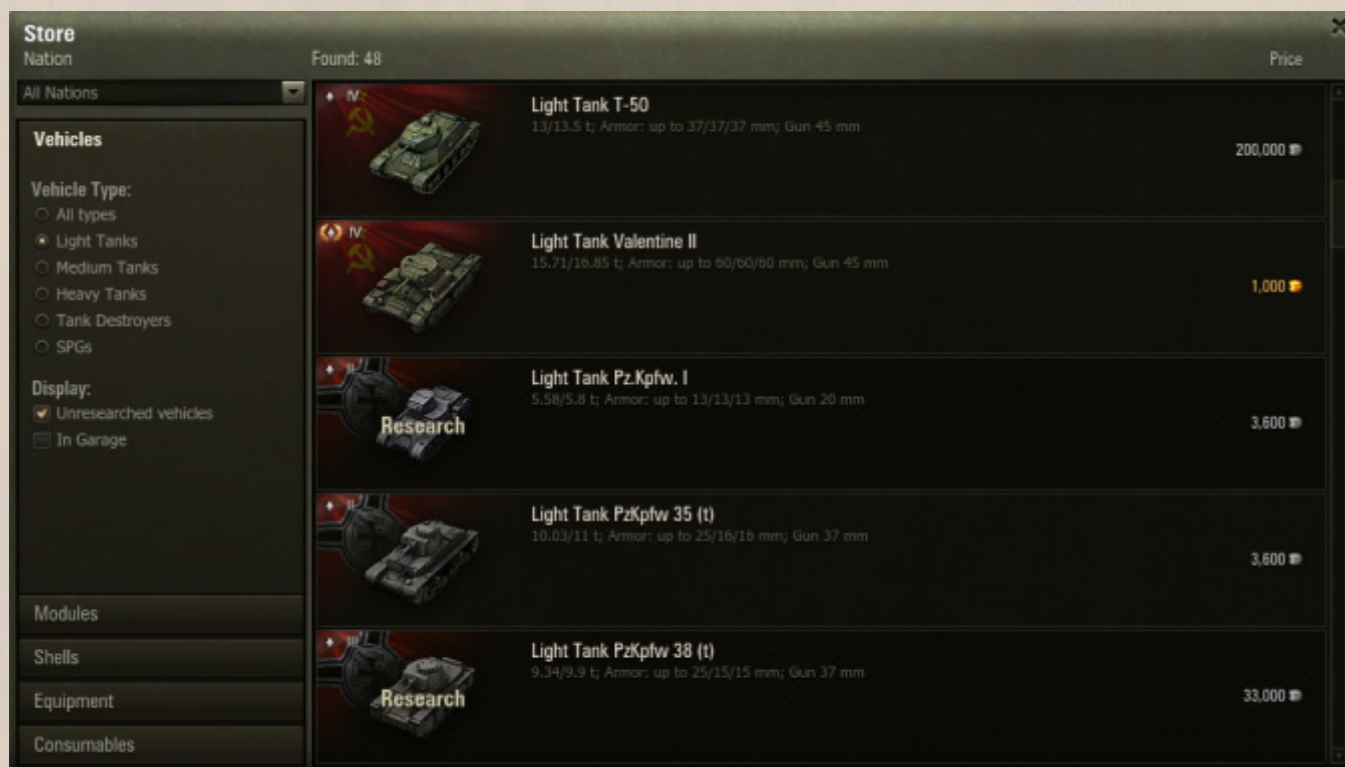 Store
Nation
Found: 48
Price
All Nations
Vehicles
Vehicle Type:
All types
Light Tanks
Medium Tanks
Heavy Tanks
Tank Destroyers
SPGs
Display:
Unresearched vehicles
In Garage
Modules
Shells
Equipment
Consumables
IV
Light Tank T-50
13/13.5 t; Armor: up to 37/37/37 mm; Gun 45 mm
200,000
IV
Light Tank Valentine II
15.71/16.85 t; Armor: up to 60/60/60 mm; Gun 45 mm
1,000
II
Research
Light Tank Pz.Kpfw. I
5.58/5.8 t; Armor: up to 13/13/13 mm; Gun 20 mm
3,600
II
Light Tank PzKpfw 35 (t)
10.03/11 t; Armor: up to 25/16/16 mm; Gun 37 mm
3,600
III
Research
Light Tank PzKpfw 38 (t)
9.34/9.9 t; Armor: up to 25/15/15 mm; Gun 37 mm
33,000